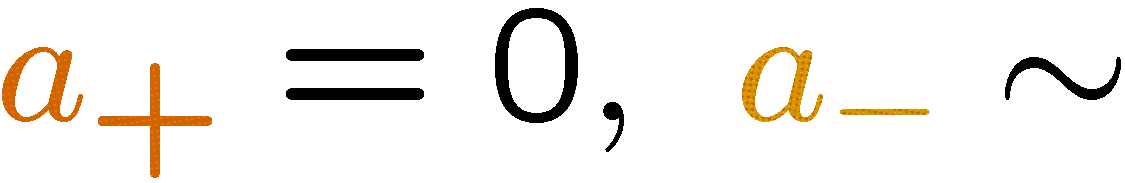 a₊ = 0, a₋ ∼